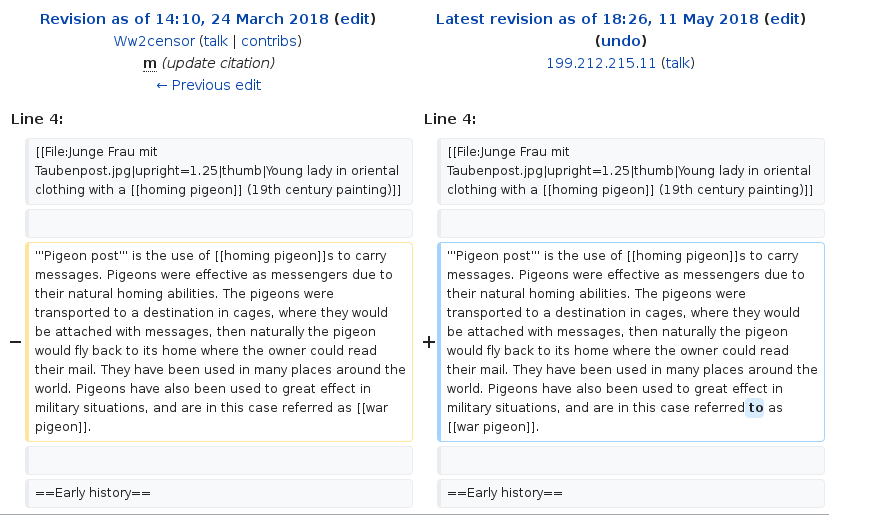 Revision as of 14:10, 24 March 2018 (edit)
Ww2censor (talk | contribs)
m (update citation)
← Previous edit
Latest revision as of 18:26, 11 May 2018 (edit)
(undo)
199.212.215.11 (talk)
Line 4:
Line 4:
[[File:Junge Frau mit
Taubenpost.jpg|upright=1.25|thumb|Young lady in oriental
clothing with a [[homing pigeon]] (19th century painting)]]
[[File:Junge Frau mit
Taubenpost.jpg|upright=1.25|thumb|Young lady in oriental
clothing with a [[homing pigeon]] (19th century painting)]]
−
'''Pigeon post''' is the use of [[homing pigeon]]s to carry
messages. Pigeons were effective as messengers due to
their natural homing abilities. The pigeons were
transported to a destination in cages, where they would
be attached with messages, then naturally the pigeon
would fly back to its home where the owner could read
their mail. They have been used in many places around the
world. Pigeons have also been used to great effect in
military situations, and are in this case referred as [[war
pigeon]].
+
'''Pigeon post''' is the use of [[homing pigeon]]s to carry
messages. Pigeons were effective as messengers due to
their natural homing abilities. The pigeons were
transported to a destination in cages, where they would
be attached with messages, then naturally the pigeon
would fly back to its home where the owner could read
their mail. They have been used in many places around the
world. Pigeons have also been used to great effect in
military situations, and are in this case referred to as
[[war pigeon]].
==Early history==
==Early history==